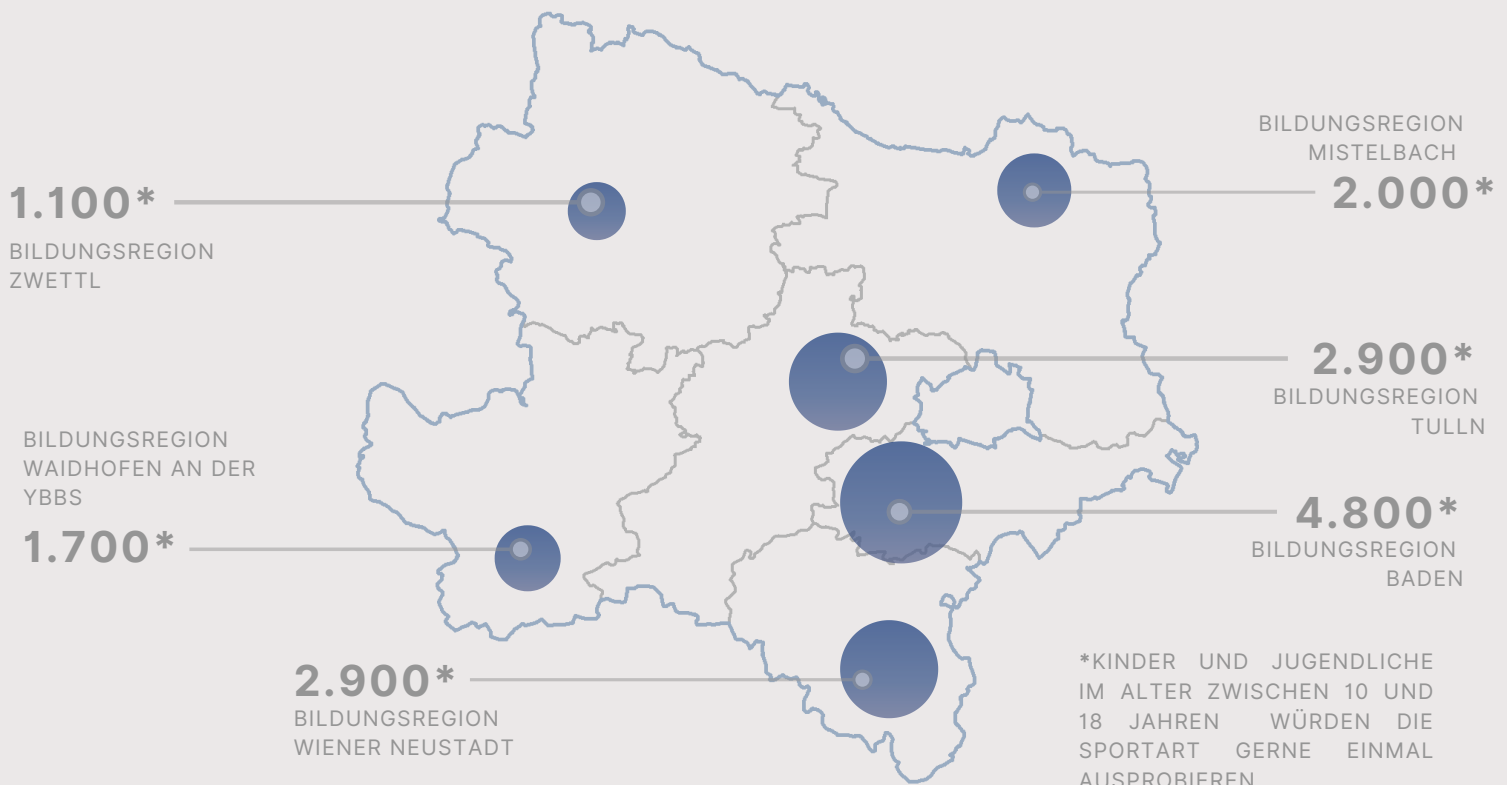 1.100*
BILDUNGSREGION
ZWETTL
BILDUNGSREGION
MISTELBACH
2.000*
2.900*
BILDUNGSREGION
TULLN
BILDUNGSREGION
WAIDHOFEN AN DER
YBBS
1.700*
4.800*
BILDUNGSREGION
BADEN
2.900*
BILDUNGSREGION
WIENER NEUSTADT
*KINDER UND JUGENDLICHE
IM ALTER ZWISCHEN 10 UND
18 JAHREN WÜRDEN DIE
SPORTART GERNE EINMAL
AUSPROBIEREN